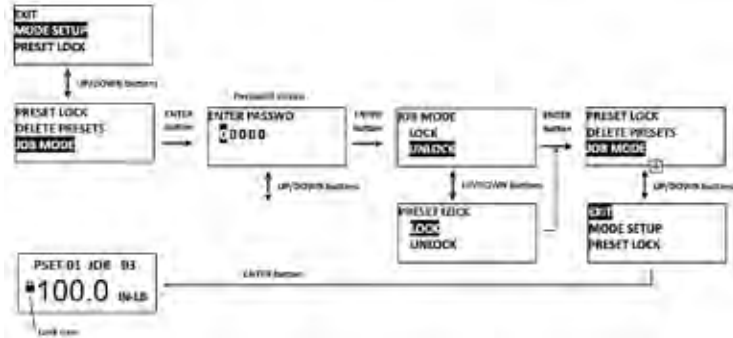 EXIT
MODE SETUP
PRESET LOCK
UP/DOWN buttons
PRESET LOCK
DELETE PRESETS
JOB MODE
ENTER
button
Password screen
ENTER PASSWD
00000
UP/DOWN buttons
ENTER
button
JOB MODE
LOCK
UNLOCK
UP/DOWN buttons
PRESET LOCK
LOCK
UNLOCK
ENTER
button
PRESET LOCK
DELETE PRESETS
JOB MODE
UP/DOWN buttons
EXIT
MODE SETUP
PRESET LOCK
ENTER button
PSET 01 JOB 03
100.0 IN-LB
Lock icon